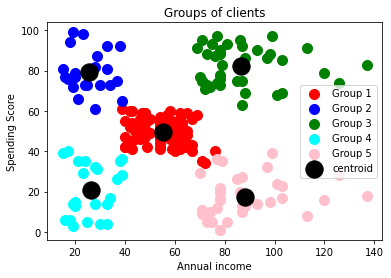 Groups of clients
100
80
60
40
20
0
Spending Score
Group 1
Group 2
Group 3
Group 4
Group 5
centroid
20 40 60 80 100 120 140
Annual income